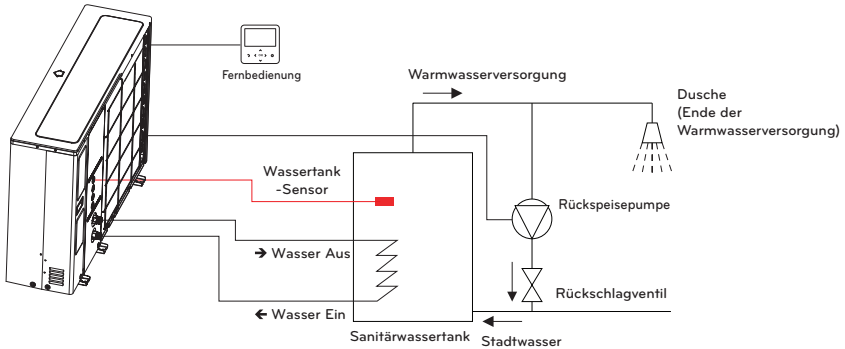 Fernbedienung
Warmwasserversorgung
Dusche
(Ende der
Warmwasserversorgung)
Wassertank
-Sensor
Rückspeisepumpe
→ Wasser Aus
← Wasser Ein
Rückschlagventil
Sanitärwassertank
Stadtwasser